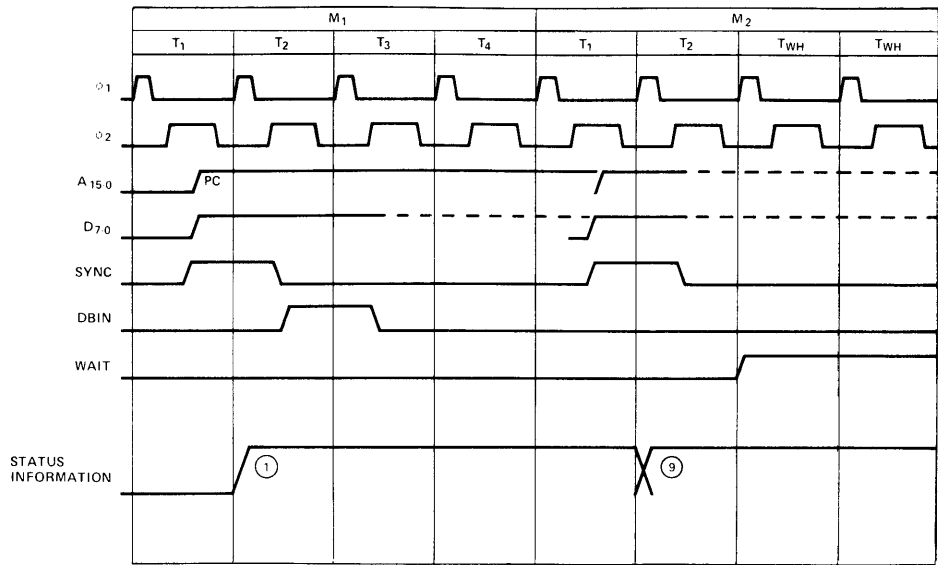 M1 M2
T1 T2 T3 T4 T1 T2 TWH TWH
φ1
φ2
A 15-0 PC
D7-0
SYNC
DBIN
WAIT
STATUS
INFORMATION
1 9